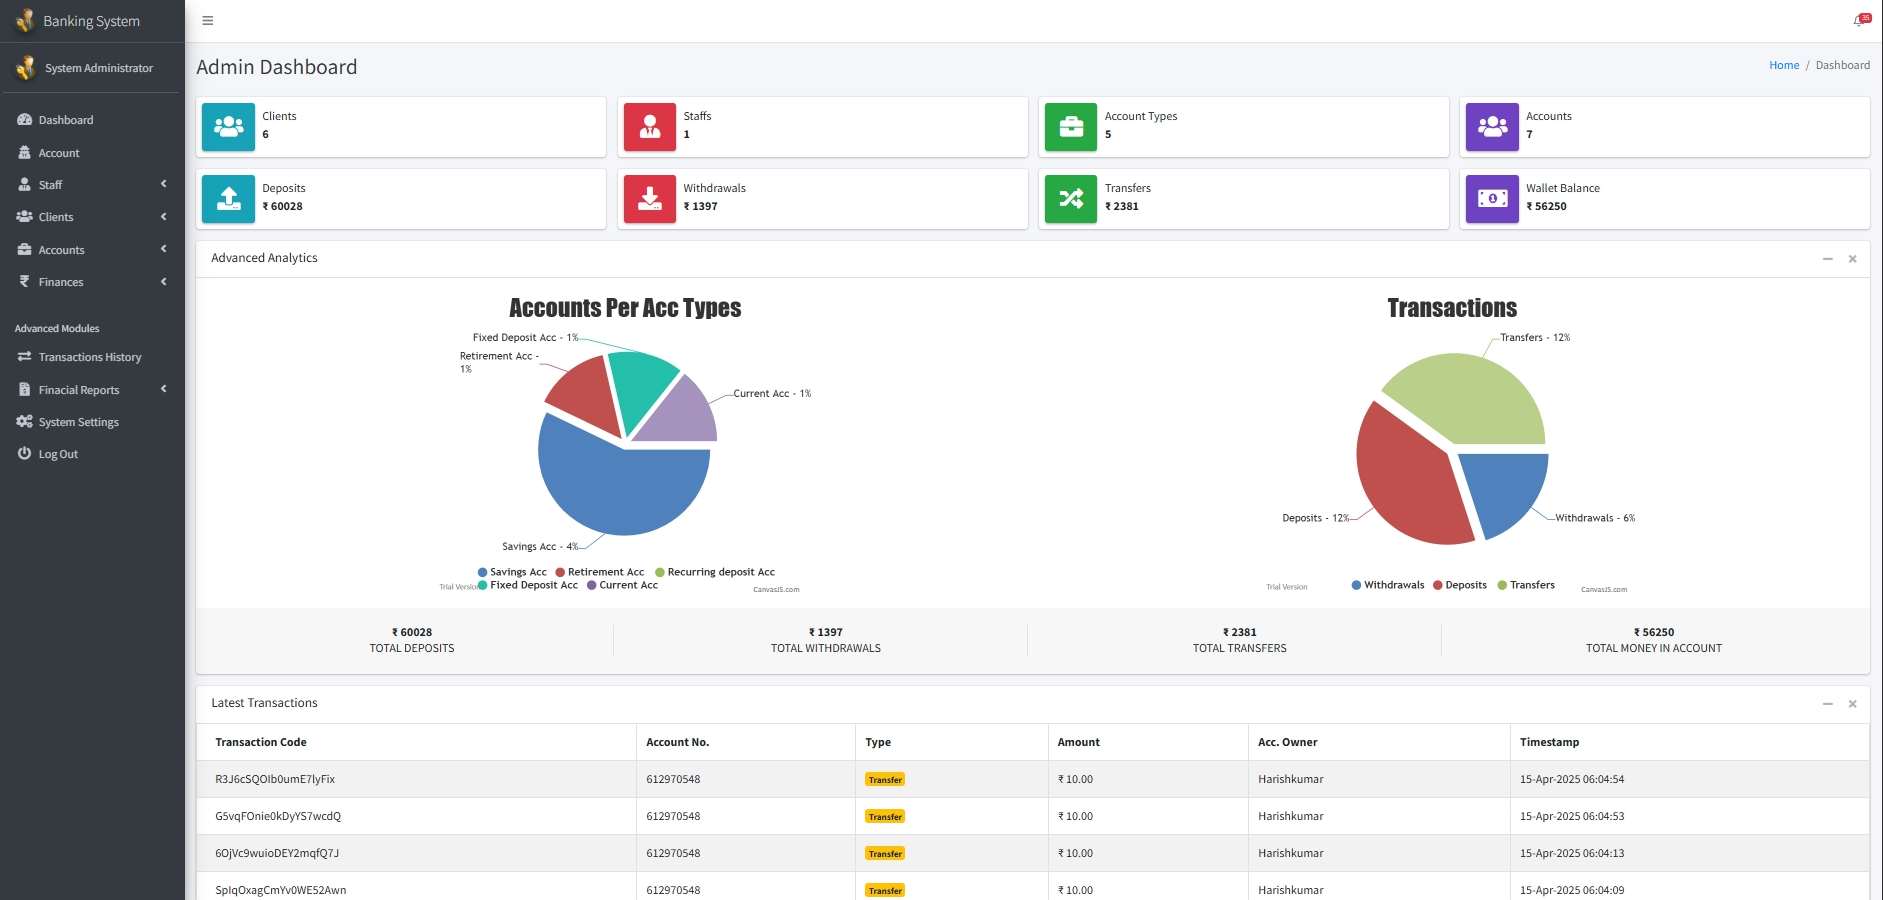 Banking System
35
System Administrator
Admin Dashboard
Home / Dashboard
Dashboard
Account
Staff
Clients
Accounts
Finances
Advanced Modules
Transactions History
Finacial Reports
System Settings
Log Out
Clients
6
Staffs
1
Account Types
5
Accounts
7
Deposits
₹ 60028
Withdrawals
₹ 1397
Transfers
₹ 2381
Wallet Balance
₹ 56250
Advanced Analytics
Accounts Per Acc Types
Fixed Deposit Acc - 1%
Retirement Acc -
1%
Current Acc - 1%
Savings Acc - 4%
Savings Acc Retirement Acc Recurring deposit Acc
Fixed Deposit Acc Current Acc
Trial Version
CanvasJS.com
Transactions
Transfers - 12%
Deposits - 12%
Withdrawals - 6%
Trial Version
Withdrawals Deposits Transfers
CanvasJS.com
₹ 60028
TOTAL DEPOSITS
₹ 1397
TOTAL WITHDRAWALS
₹ 2381
TOTAL TRANSFERS
₹ 56250
TOTAL MONEY IN ACCOUNT
Latest Transactions
Transaction Code Account No. Type Amount Acc. Owner Timestamp
R3J6cSQOIb0umE7lyFix 612970548 Transfer ₹ 10.00 Harishkumar 15-Apr-2025 06:04:54
G5vqFOnie0kDyYS7wcdQ 612970548 Transfer ₹ 10.00 Harishkumar 15-Apr-2025 06:04:53
6OjVc9wuioDEY2mqfQ7J 612970548 Transfer ₹ 10.00 Harishkumar 15-Apr-2025 06:04:13
SpIqOxagCmYv0WE52Awn 612970548 Transfer ₹ 10.00 Harishkumar 15-Apr-2025 06:04:09